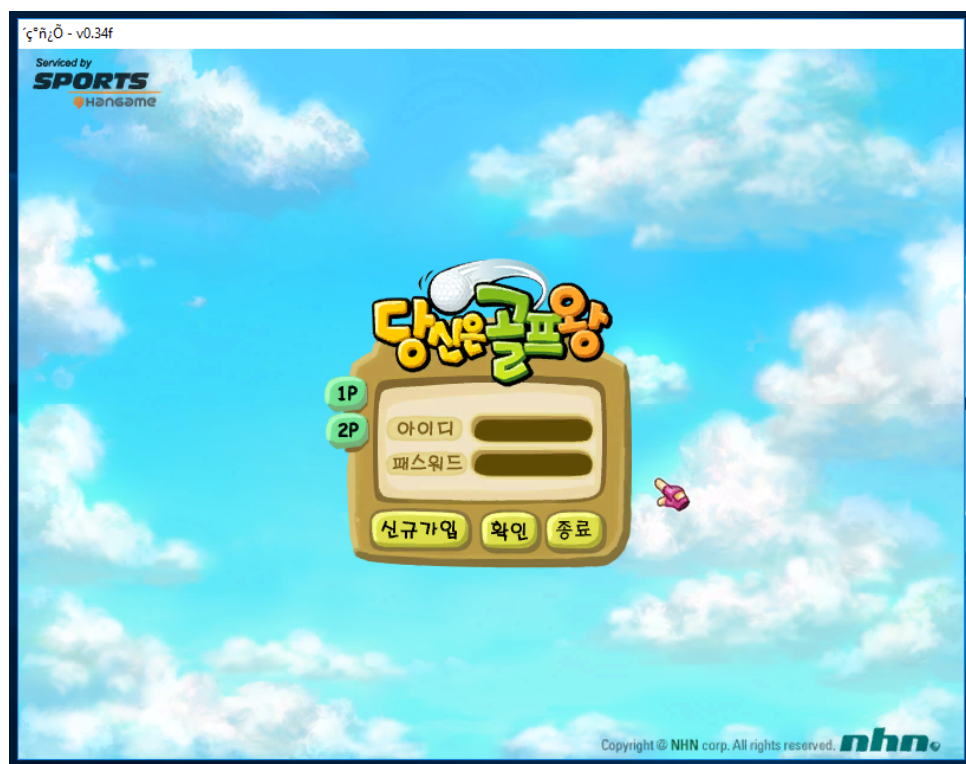 ´ç°ñ¿Õ - v0.34f
Serviced by
SPORTS
Hangame
당신은골프왕
1P
2P
아이디
패스워드
신규가입 확인 종료
Copyright @ NHN corp. All rights reserved. nhn